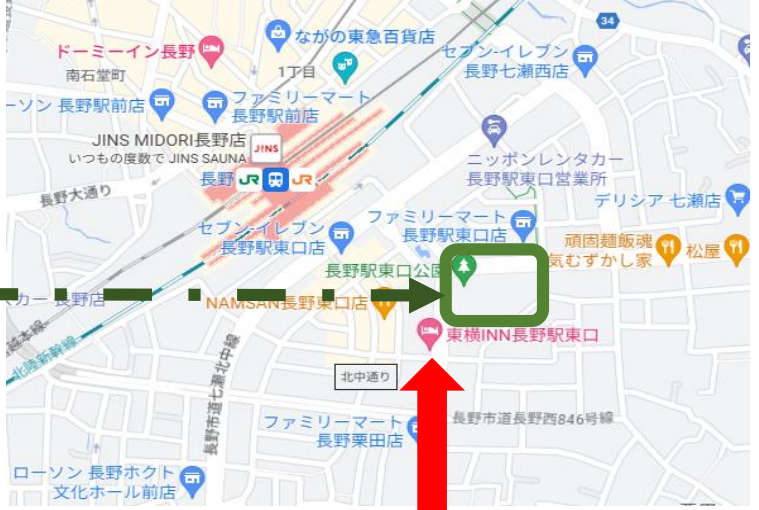 ながの東急百貨店
34
ドーミーイン長野
セブン-イレブン
長野七瀬西店
南石堂町
1丁目
ーソン 長野駅前店
ファミリーマート
長野駅前店
JINS MIDORI長野店
いつもの度数で JINS SAUNA
JINS
ニッポンレンタカー
長野駅東口営業所
長野 JR JR
長野大通り
デリシア 七瀬店
セブン-イレブン
長野駅東口店
ファミリーマート
長野駅東口店
頑固麺飯魂
気むずかし家
松屋
長野駅東口公園
カー 長野店
NAMSAN長野東口店
東横INN長野駅東口
北陸新幹線
長野市道七瀬北中線
北中通り
ファミリーマート
長野栗田店
長野市道長野西846号線
ローソン 長野ホクト
文化ホール前店